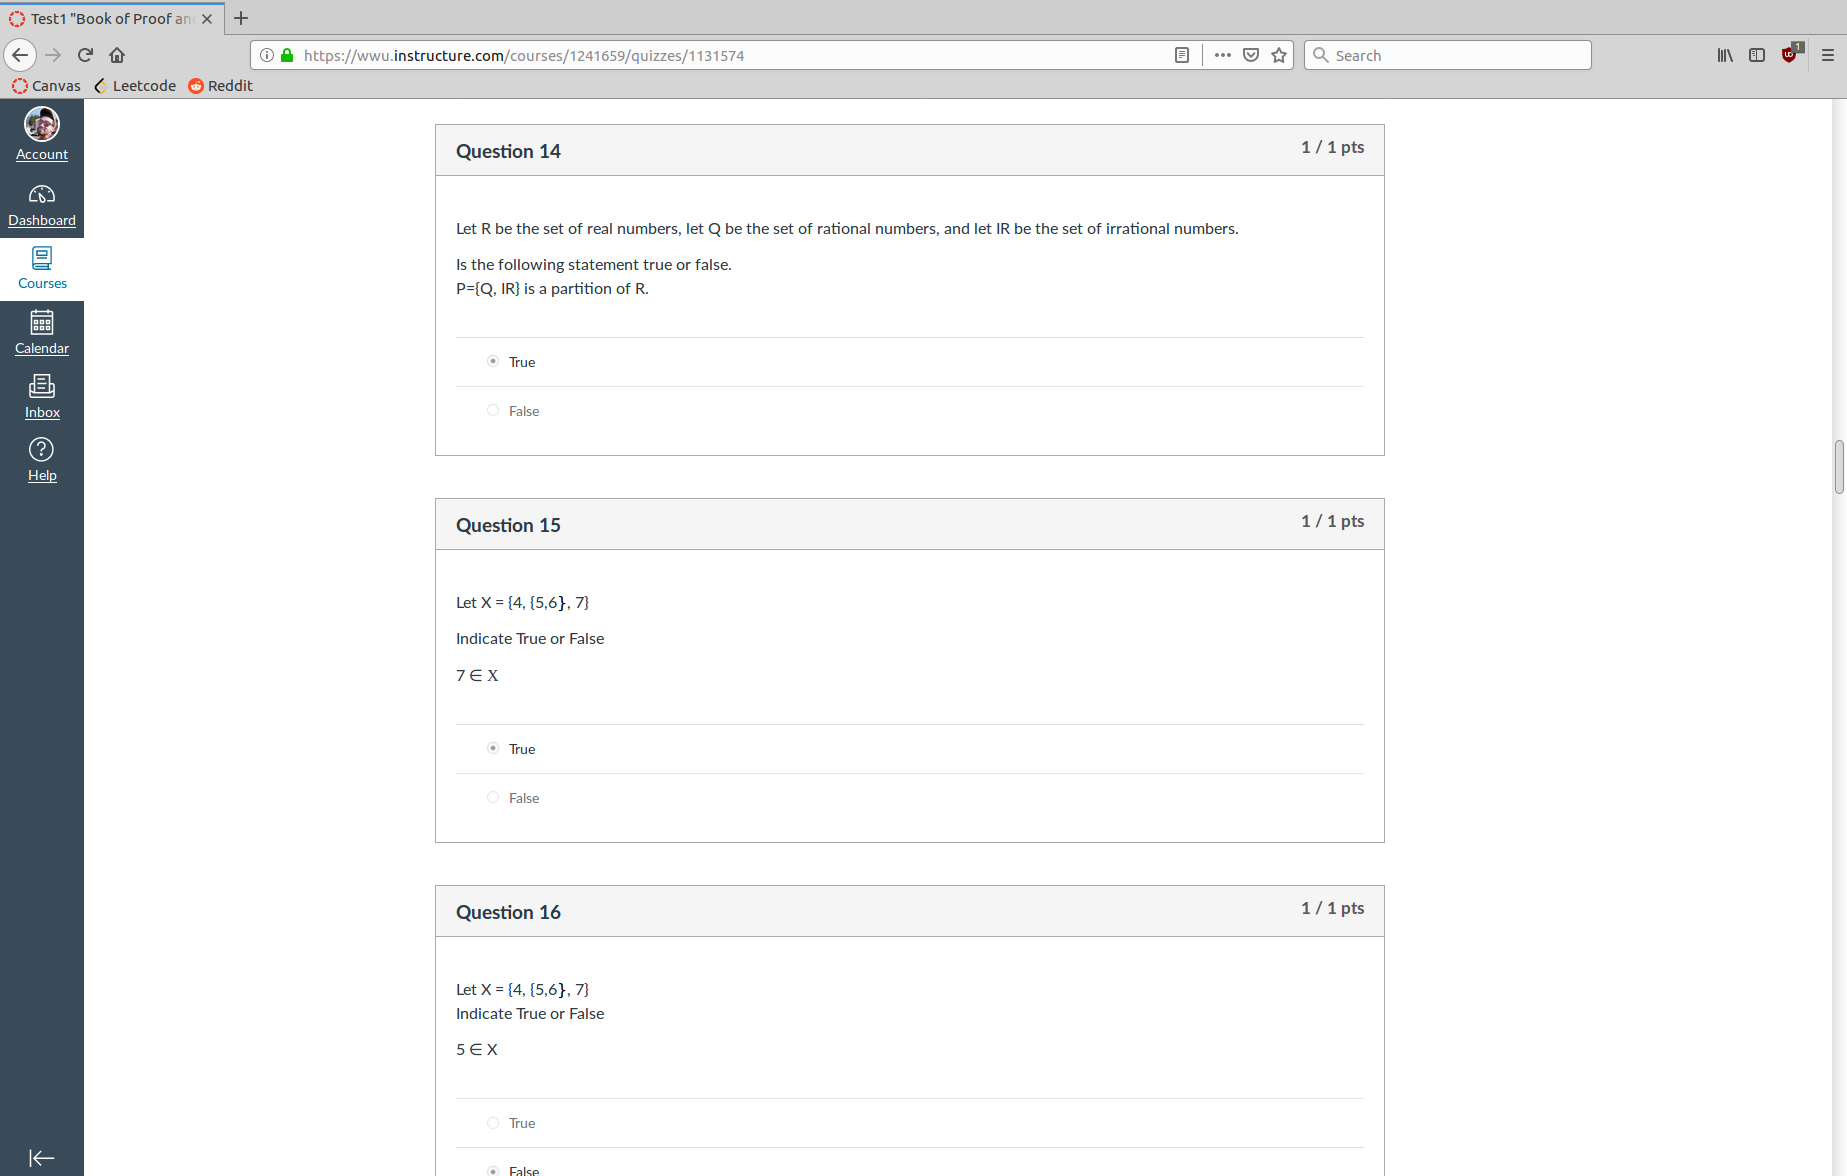 Test1 "Book of Proof an
https://wwu.instructure.com/courses/1241659/quizzes/1131574
Search
1
Canvas Leetcode Reddit
Account
Dashboard
Courses
Calendar
Inbox
Help
Question 14
1 / 1 pts
Let R be the set of real numbers, let Q be the set of rational numbers, and let IR be the set of irrational numbers.
Is the following statement true or false.
P={Q, IR} is a partition of R.
True
False
Question 15
1 / 1 pts
Let X = {4, {5,6}, 7}
Indicate True or False
7 ∈ X
True
False
Question 16
1 / 1 pts
Let X = {4, {5,6}, 7}
Indicate True or False
5 ∈ X
True
False